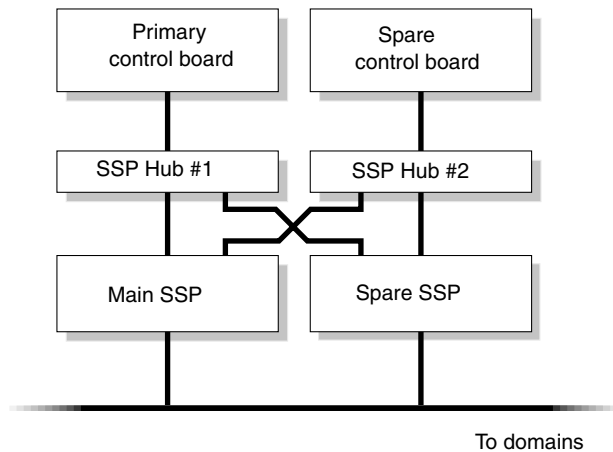 Primary
control board
Spare
control board
SSP Hub #1
SSP Hub #2
Main SSP
Spare SSP
To domains